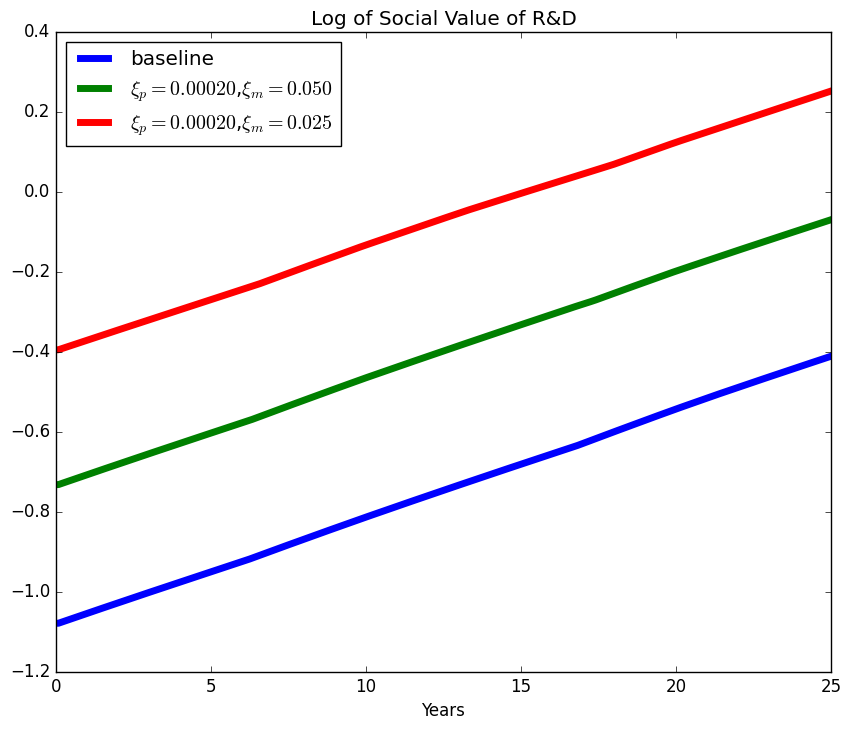 Log of Social Value of R&D
baseline
ξₚ = 0.00020,ξₘ = 0.050
ξₚ = 0.00020,ξₘ = 0.025
0.4
0.2
0.0
−0.2
−0.4
−0.6
−0.8
−1.0
−1.2
0 5 10 15 20 25
Years